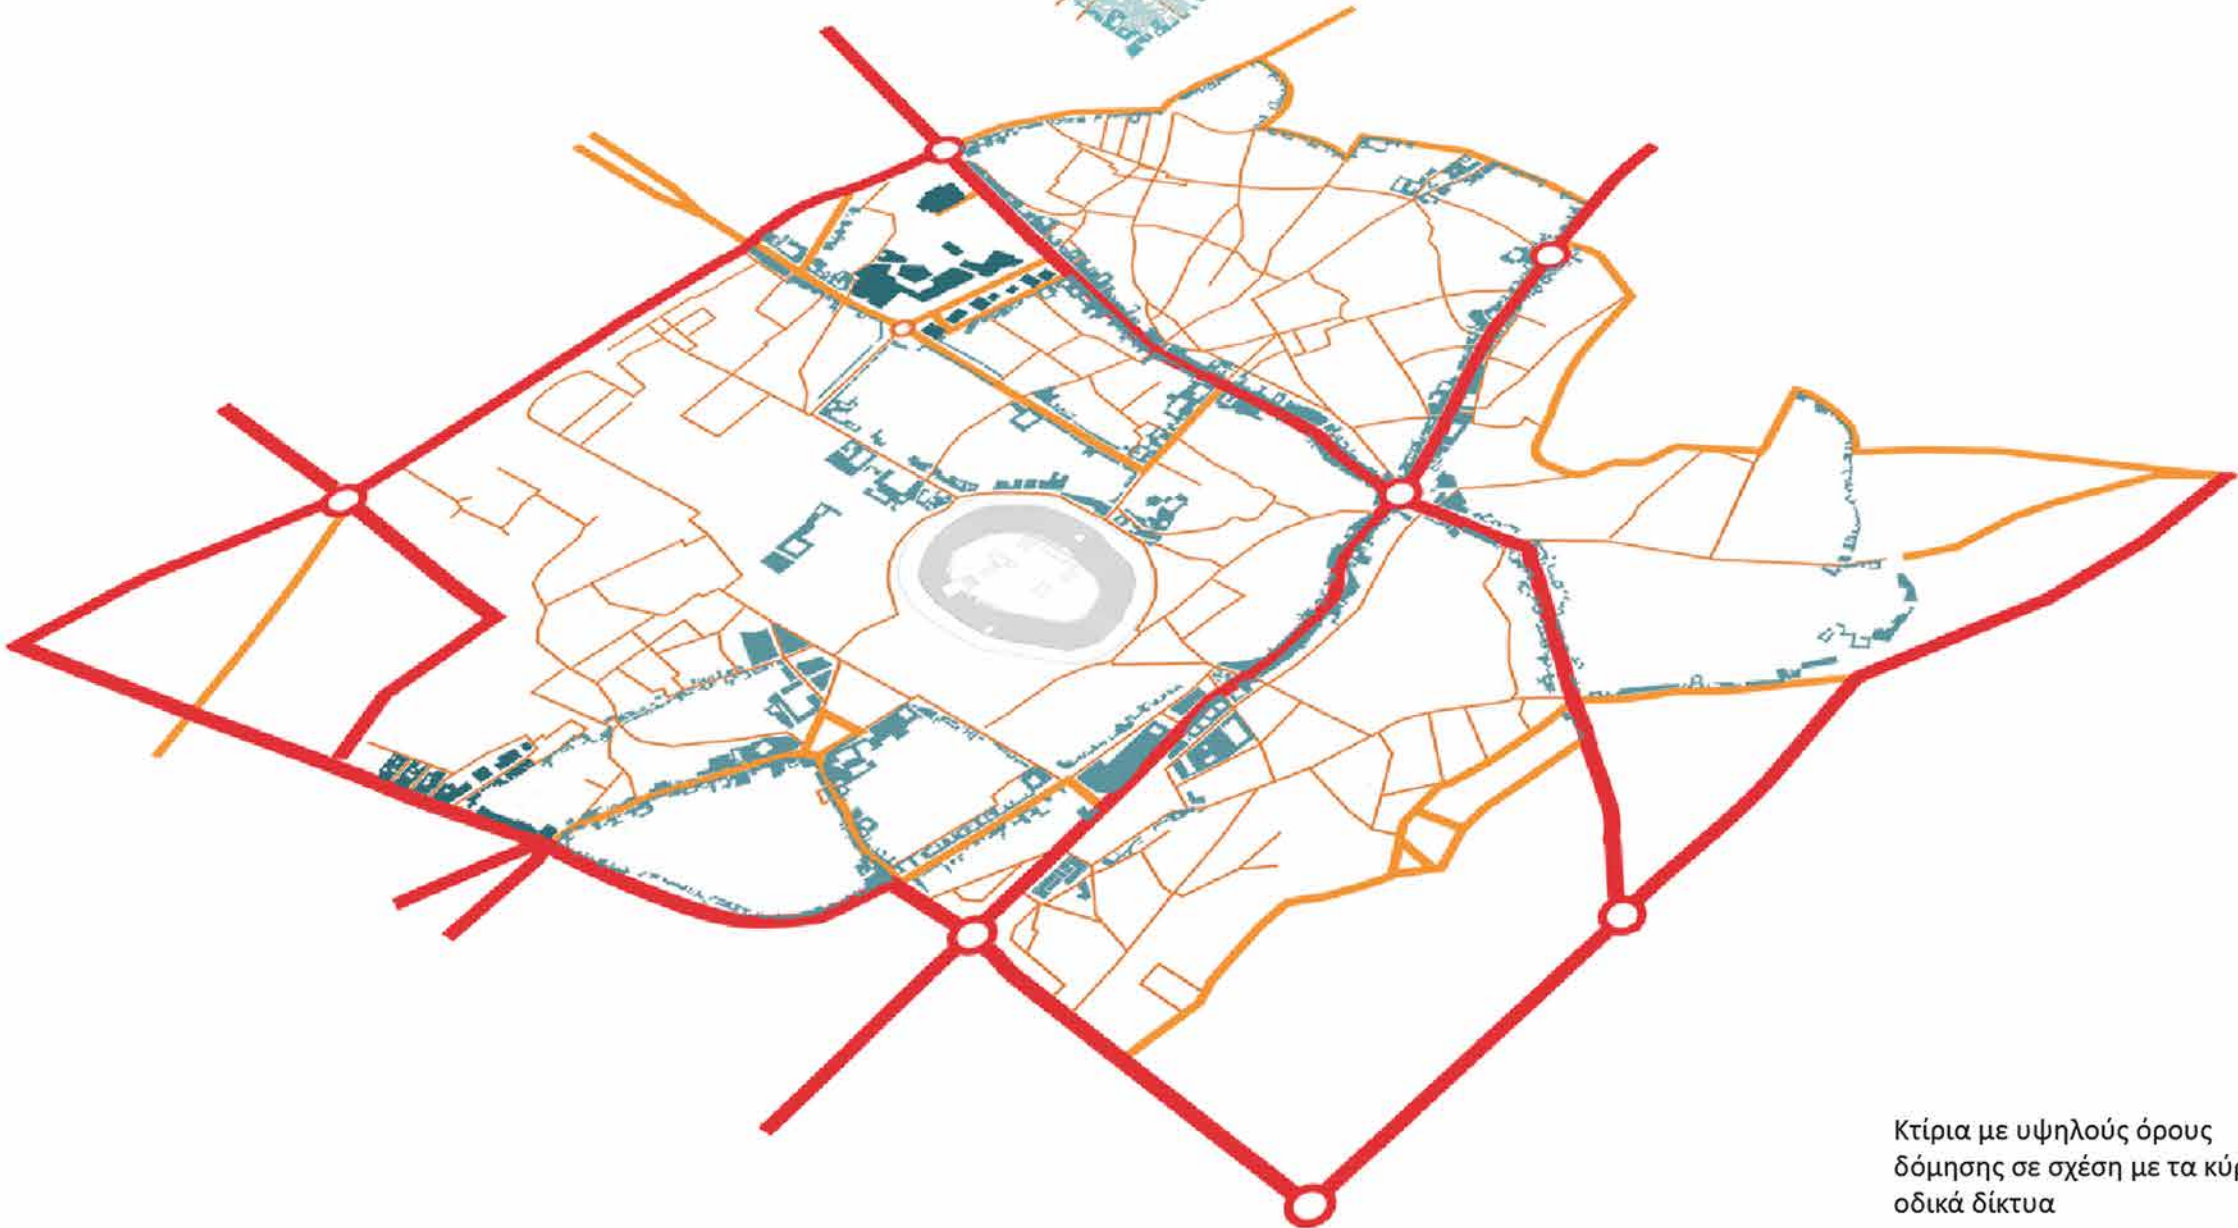 Κτίρια με υψηλούς όρους
δόμησης σε σχέση με τα
οδικά δίκτυα